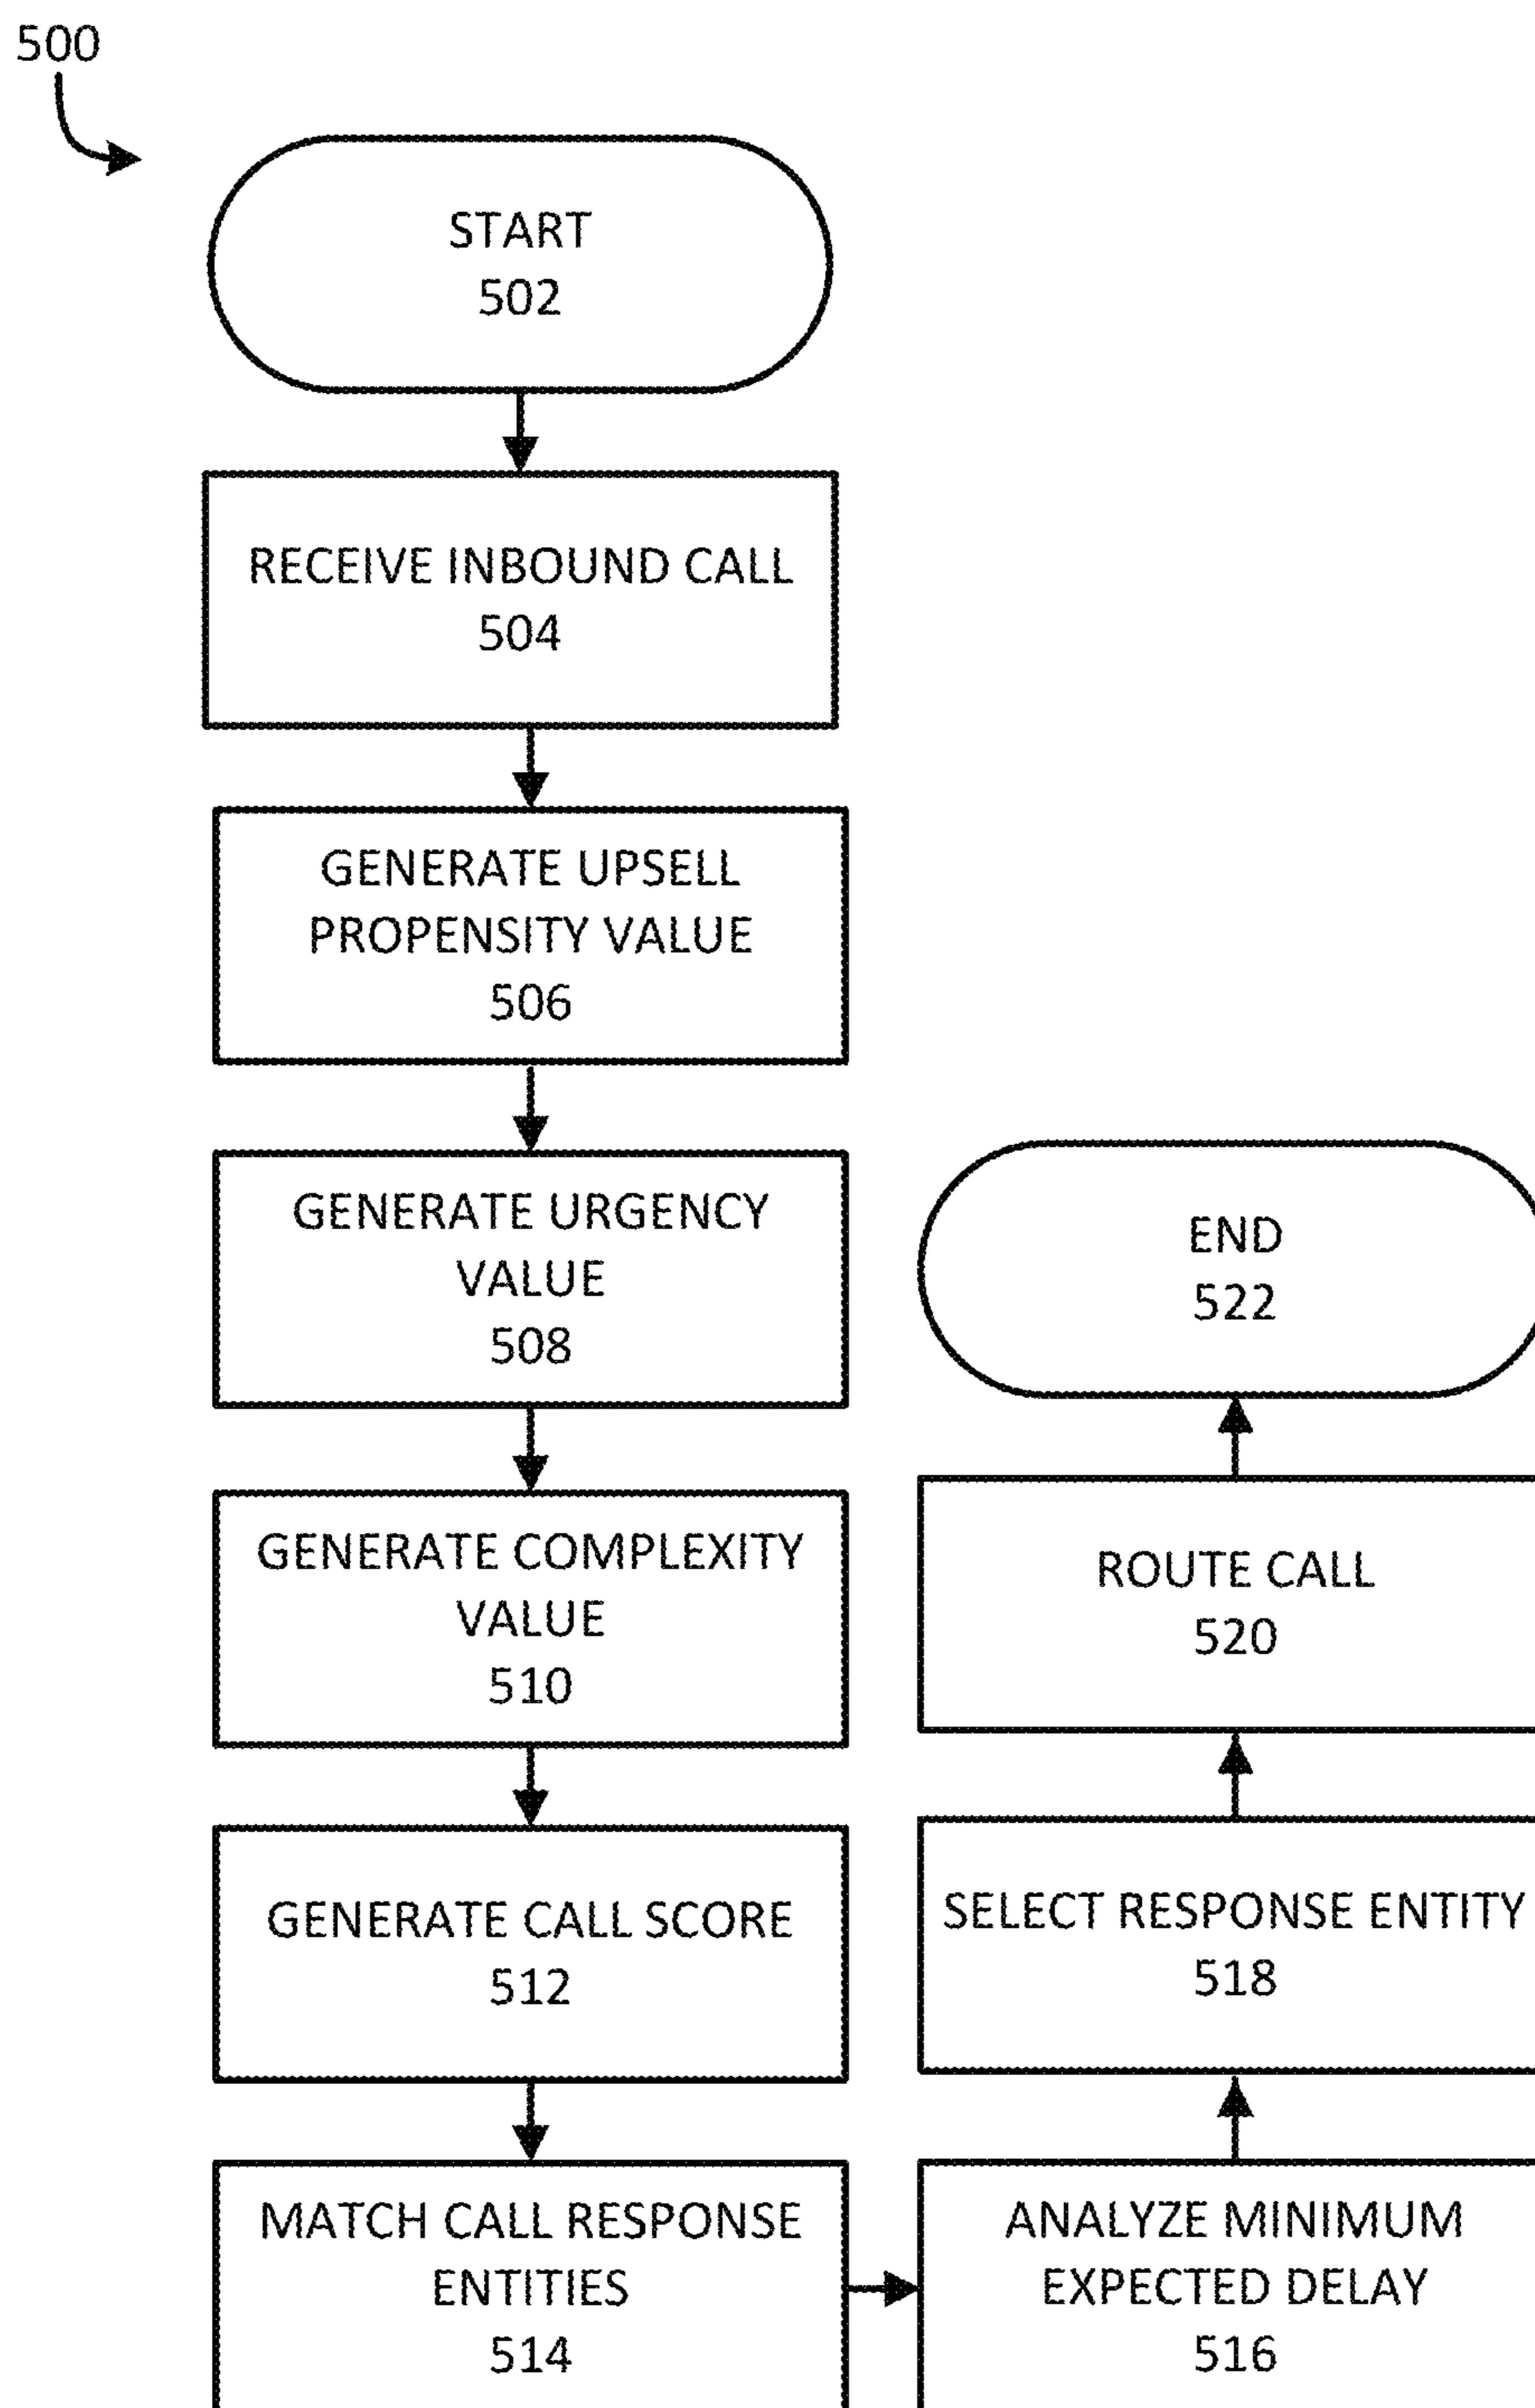 500
START
502
RECEIVE INBOUND CALL
504
GENERATE UPSELL
PROPENSITY VALUE
506
GENERATE URGENCY
VALUE
508
GENERATE COMPLEXITY
VALUE
510
GENERATE CALL SCORE
512
MATCH CALL RESPONSE
ENTITIES
514
ANALYZE MINIMUM
EXPECTED DELAY
516
SELECT RESPONSE ENTITY
518
ROUTE CALL
520
END
522